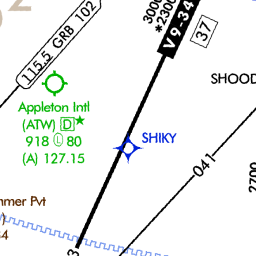 3000
*2300
V9-34
37
115.5 GRB 102
SHOOD
Appleton Intl
(ATW) D★
918 Ⓛ 80
(A) 127.15
SHIKY
041
2700
mmer Pvt